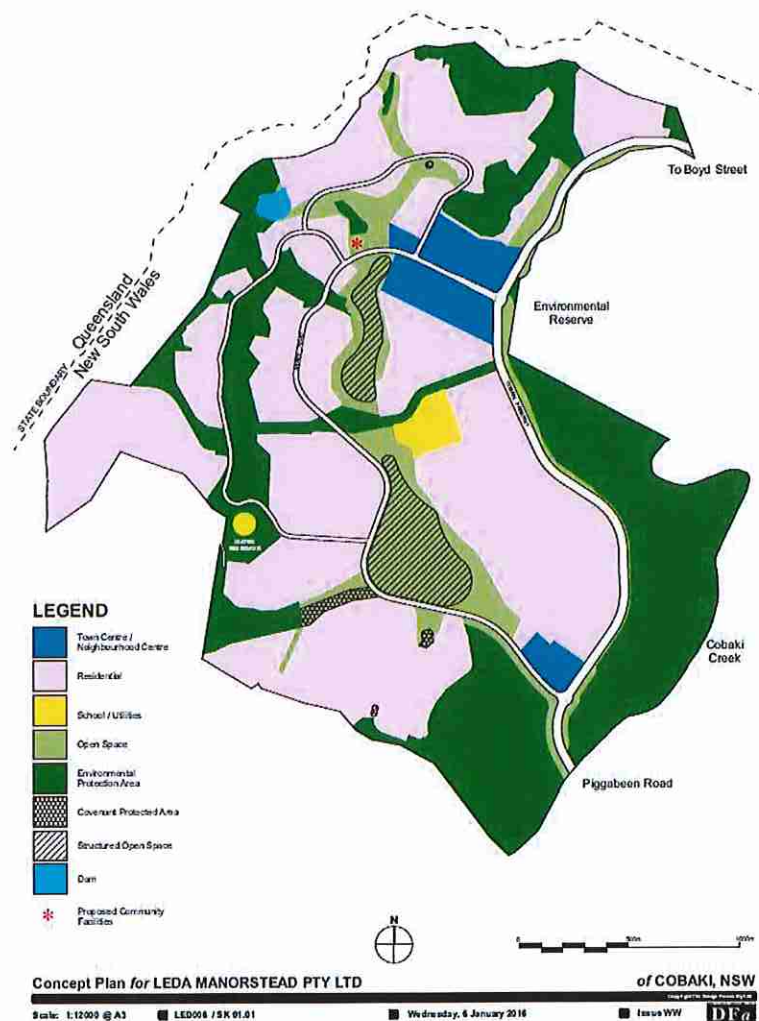 To Boyd Street
STATE BOUNDARY
Queensland
New South Wales
Environmental
Reserve
LEGEND
Town Centre /
Neighbourhood Centre
Residential
School / Utilities
Open Space
Environmental
Protection Area
Covenant Protected Area
Structured Open Space
Dam
Proposed Community
Facilities
Cobaki
Creek
Piggabeen Road
N
0
500m
1000m
Concept Plan for LEDA MANORSTEAD PTY LTD
of COBAKI, NSW
Scale: 1:12000 @ A3
LED006 / SK 01.01
Wednesday, 6 January 2016
Issue WW
DFa